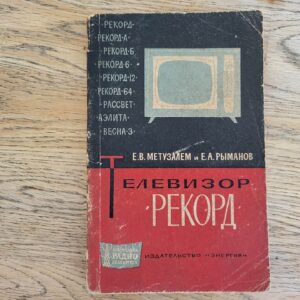 РЕКОРД-
РЕКОРД-А-
РЕКОРД-Б-
РЕКОРД-6-
РЕКОРД-12-
РЕКОРД-64-
-РАССВЕТ-
АЭЛИТА-
ВЕСНА-3-
Е.В. МЕТУЗАЛЕМ и Е.А. РЫМАНОВ
ТЕЛЕВИЗОР
РЕКОРД
РАДИО
ИЗДАТЕЛЬСТВО "ЭНЕРГИЯ"